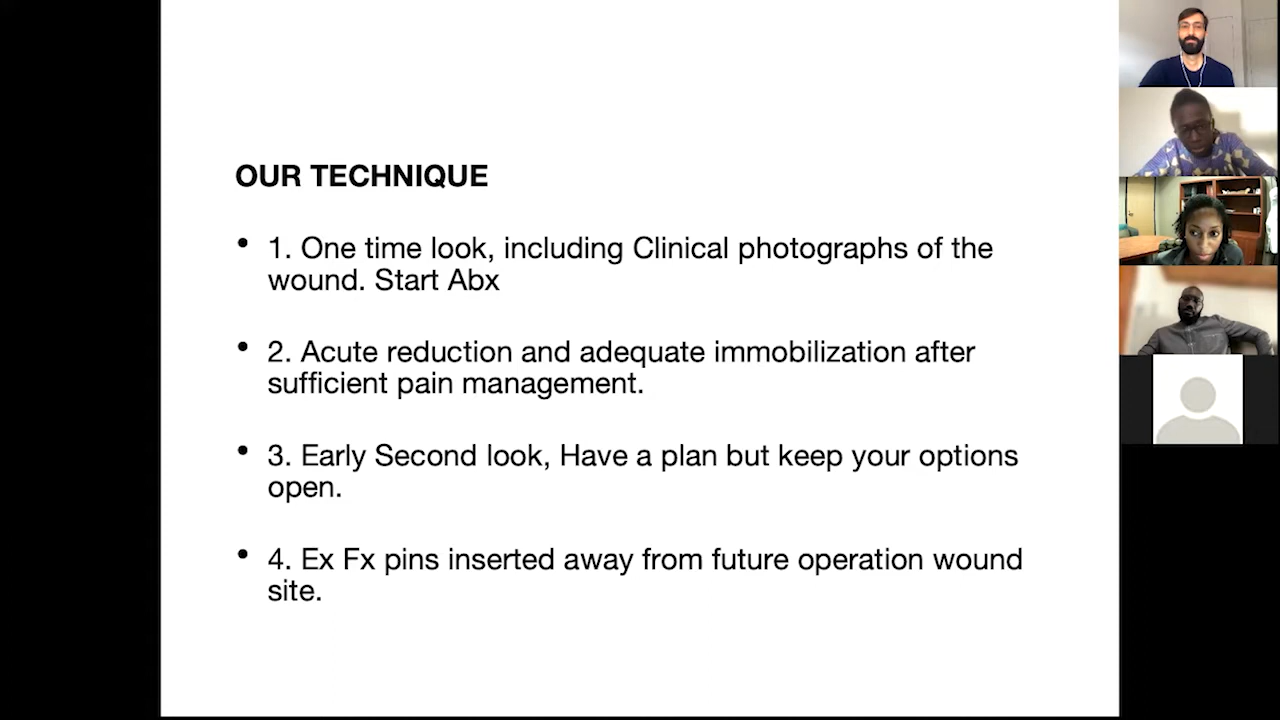 OUR TECHNIQUE
• 1. One time look, including Clinical photographs of the
wound. Start Abx
• 2. Acute reduction and adequate immobilization after
sufficient pain management.
• 3. Early Second look, Have a plan but keep your options
open.
• 4. Ex Fx pins inserted away from future operation wound
site.